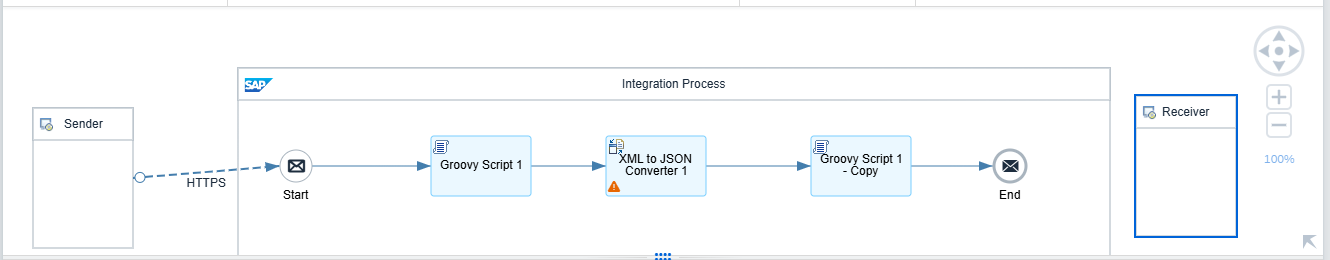 SAP
Integration Process
Sender
Receiver
HTTPS
Start
Groovy Script 1
XML to JSON
Converter 1
Groovy Script 1
- Copy
End
100%